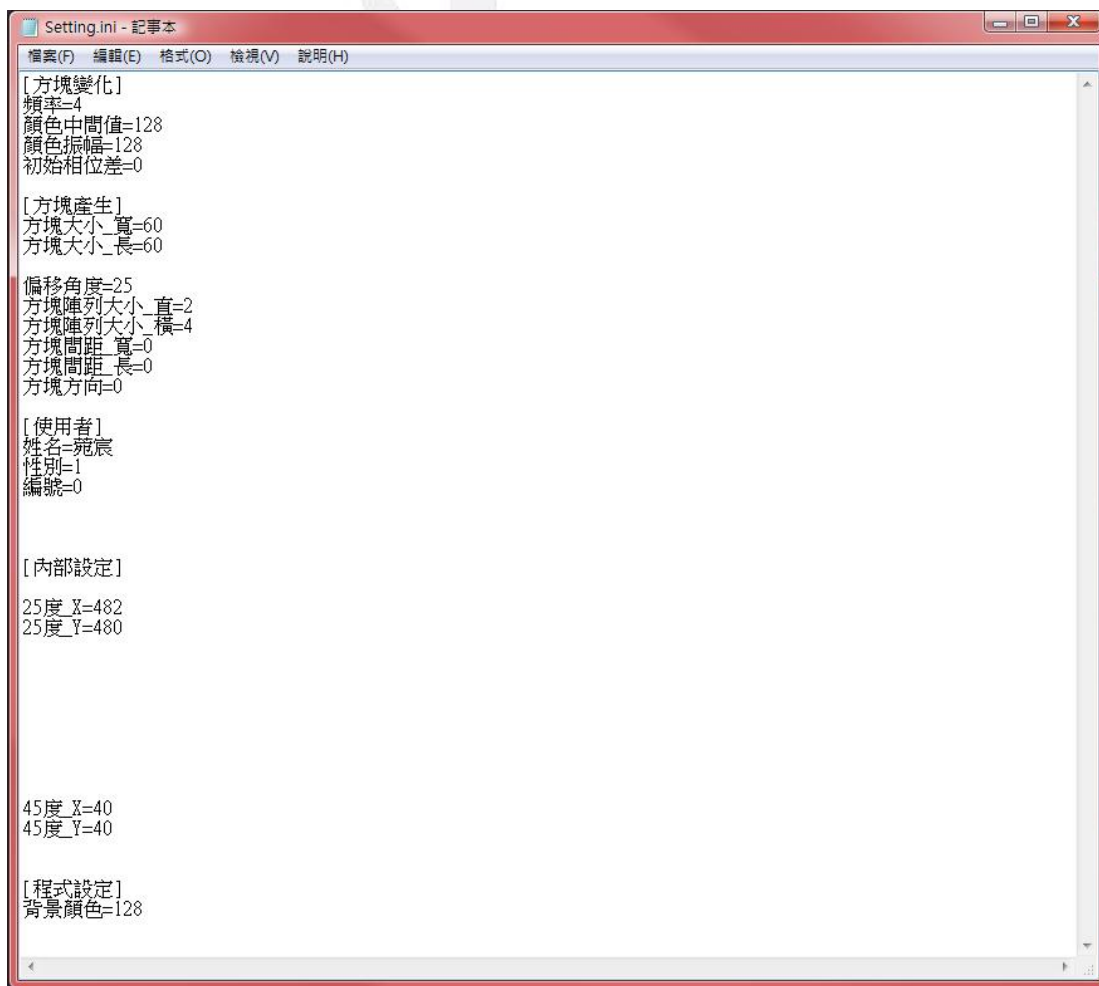 Setting.ini - 記事本
檔案(F) 編輯(E) 格式(O) 檢視(V) 說明(H)
[方塊變化]
頻率=4
顏色中間值=128
顏色振幅=128
初始相位差=0
[方塊產生]
方塊大小_寬=60
方塊大小_長=60
偏移角度=25
方塊陣列大小_直=2
方塊陣列大小_橫=4
方塊間距_寬=0
方塊間距_長=0
方塊方向=0
[使用者]
姓名=菀宸
性別=1
編號=0
[內部設定]
25度_X=482
25度_Y=480
45度_X=40
45度_Y=40
[程式設定]
背景顏色=128